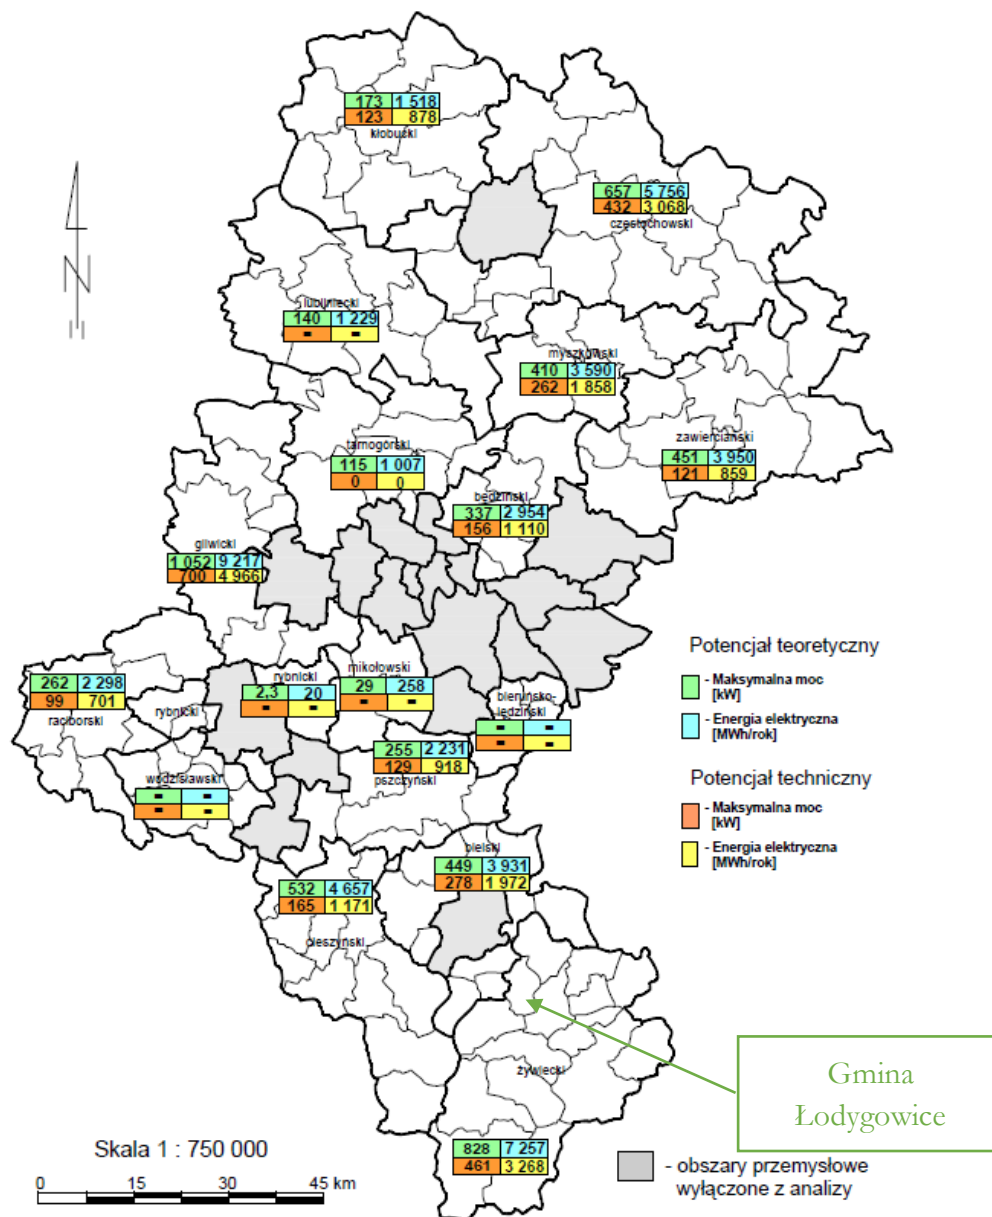 173 1 518
123 878
kłobucki
657 5 756
432 3 068
częstochowski
N
lubliniecki
140 1 229
- -
myszkowski
410 3 590
262 1 858
zawierciański
451 3 950
121 859
tarnogórski
115 1 007
0 0
będziński
337 2 954
156 1 110
gliwicki
1 052 9 217
700 4 966
262 2 298
99 701
raciborski
rybnicki
rybnicki
2,3 20
- -
mikołowski
29 258
- -
bieruńsko-
lędziński
- -
- -
255 2 231
129 918
pszczyński
wodzisławski
- -
- -
bielski
449 3 931
278 1 972
532 4 657
165 1 171
cieszyński
żywiecki
828 7 257
461 3 268
Potencjał teoretyczny
- Maksymalna moc
[kW]
- Energia elektryczna
[MWh/rok]
Potencjał techniczny
- Maksymalna moc
[kW]
- Energia elektryczna
[MWh/rok]
Gmina
Łodygowice
Skala 1 : 750 000
0 15 30 45 km
- obszary przemysłowe
wyłączone z analizy